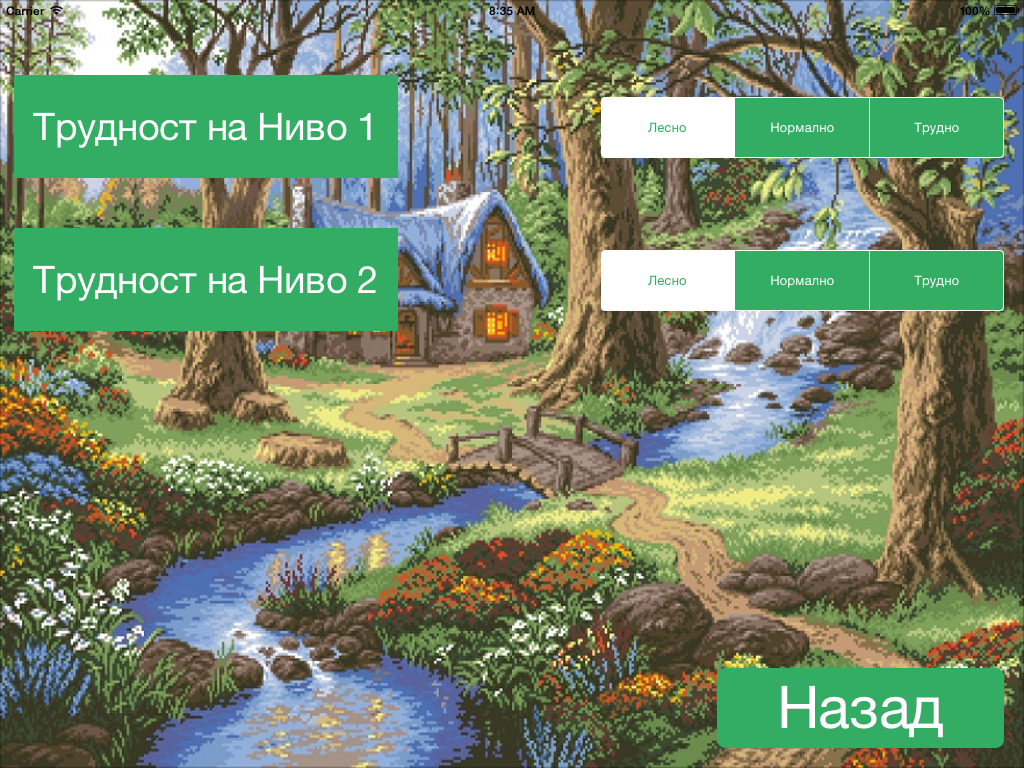 Carrier 8:35 AM 100%
Трудност на Ниво 1
Лесно Нормално Трудно
Трудност на Ниво 2
Лесно Нормално Трудно
Назад